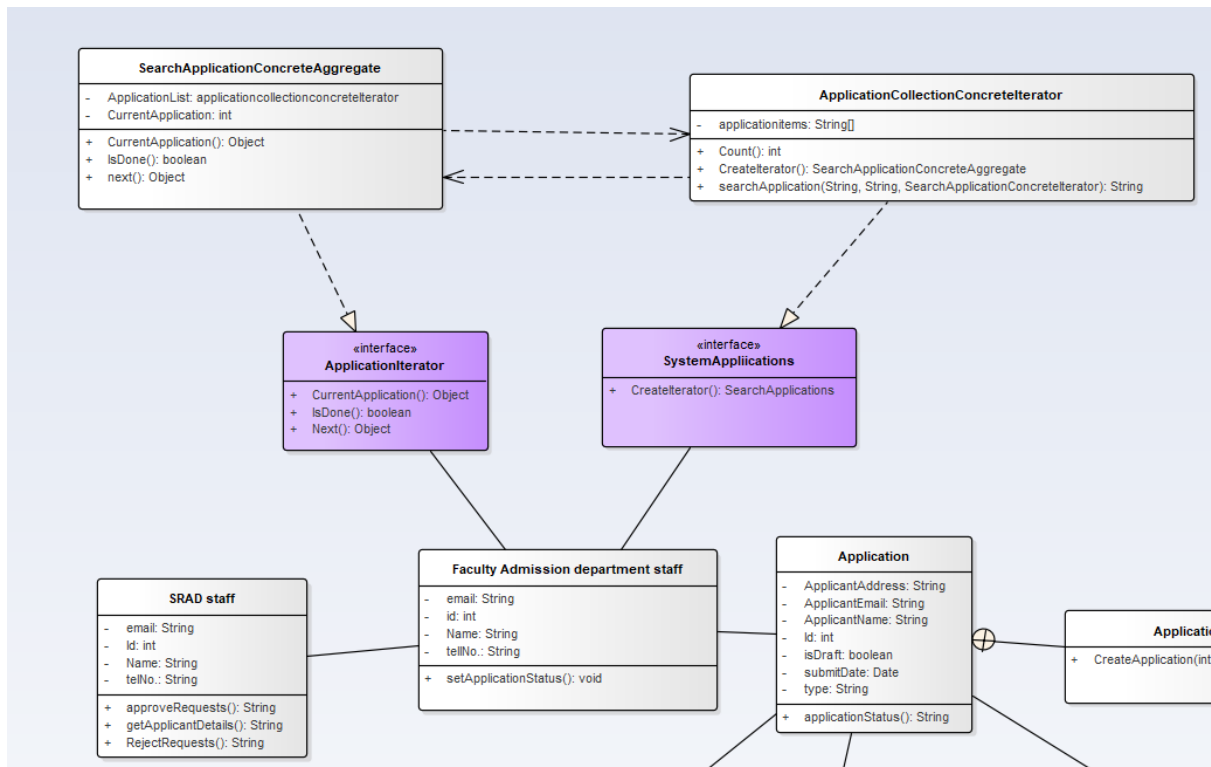 SearchApplicationConcreteAggregate
- ApplicationList: applicationcollectionconcreteIterator
- CurrentApplication: int
+ CurrentApplication(): Object
+ IsDone(): boolean
+ next(): Object
ApplicationCollectionConcreteIterator
- applicationitems: String[]
+ Count(): int
+ CreateIterator(): SearchApplicationConcreteAggregate
+ searchApplication(String, String, SearchApplicationConcreteIterator): String
«interface»
ApplicationIterator
+ CurrentApplication(): Object
+ IsDone(): boolean
+ Next(): Object
«interface»
SystemAppliications
+ CreateIterator(): SearchApplications
SRAD staff
- email: String
- Id: int
- Name: String
- telNo.: String
+ approveRequests(): String
+ getApplicantDetails(): String
+ RejectRequests(): String
Faculty Admission department staff
- email: String
- id: int
- Name: String
- tellNo.: String
+ setApplicationStatus(): void
Application
- ApplicantAddress: String
- ApplicantEmail: String
- ApplicantName: String
- Id: int
- isDraft: boolean
- submitDate: Date
- type: String
+ applicationStatus(): String
Applicatio
+ CreateApplication(int